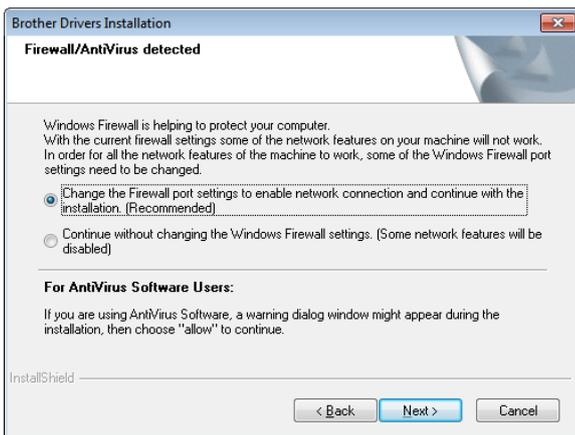 Brother Drivers Installation
Firewall/AntiVirus detected
Windows Firewall is helping to protect your computer.
With the current firewall settings some of the network features on your machine will not work.
In order for all the network features of the machine to work, some of the Windows Firewall port
settings need to be changed.
Change the Firewall port settings to enable network connection and continue with the
installation. (Recommended)
Continue without changing the Windows Firewall settings. (Some network features will be
disabled)
For AntiVirus Software Users:
If you are using AntiVirus Software, a warning dialog window might appear during the
installation, then choose "allow" to continue.
InstallShield
< Back Next > Cancel